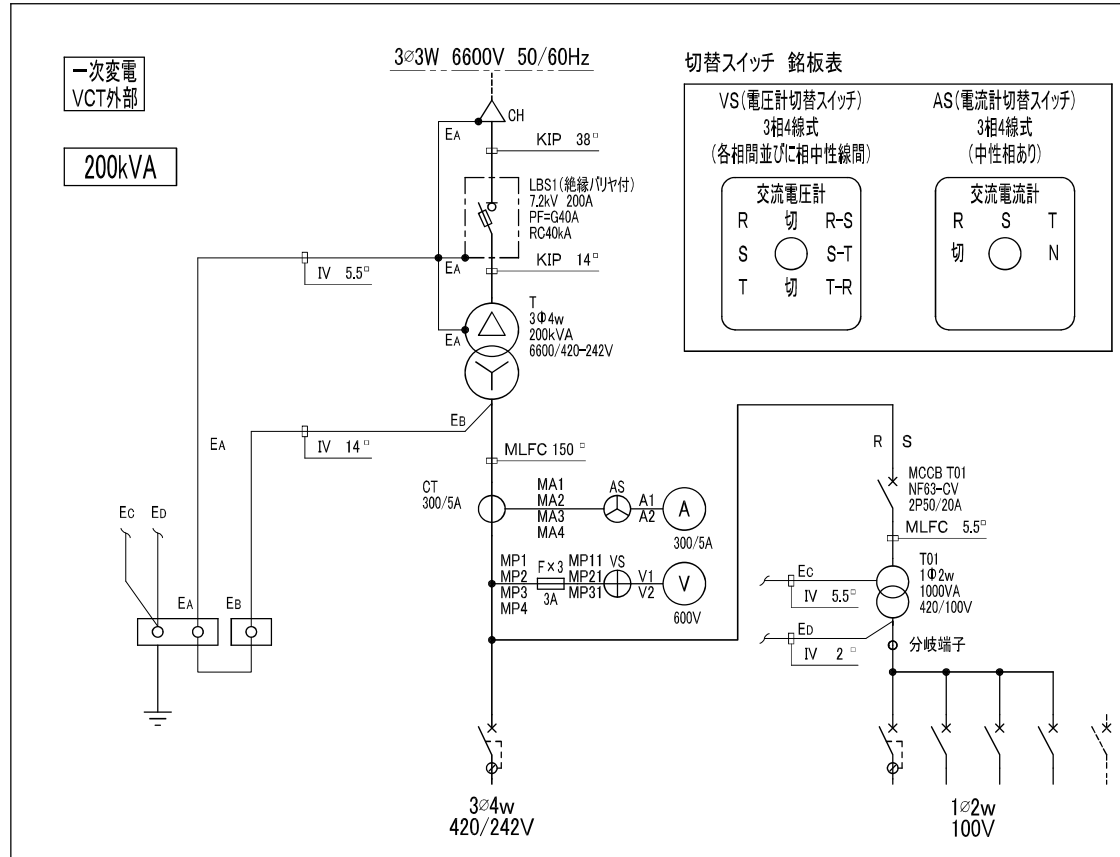 一次変電
VCT外部
200kVA
3∅3W 6600V 50/60Hz
CH
EA
KIP 38□
LBS1(絶縁バリヤ付)
7.2kV 200A
PF=G40A
RC40kA
EA
IV 5.5□
KIP 14□
T
3Φ4w
200kVA
6600/420-242V
EA
EB
IV 14□
EA
MLFC 150□
CT
300/5A
MA1
MA2
MA3
MA4
AS
A1
A2
A
300/5A
MP1
MP2
MP3
MP4
F×3
3A
MP11
MP21
MP31
VS
V1
V2
V
600V
EC
ED
EA
EB
3∅4w
420/242V
切替スイッチ 銘板表
VS(電圧計切替スイッチ)
3相4線式
(各相間並びに相中性線間)
交流電圧計
R 切 R-S
S S-T
T 切 T-R
AS(電流計切替スイッチ)
3相4線式
(中性相あり)
交流電流計
R S T
切 N
R S
MCCB T01
NF63-CV
2P50/20A
MLFC 5.5□
T01
1Φ2w
1000VA
420/100V
EC
IV 5.5□
ED
IV 2□
分岐端子
1∅2w
100V